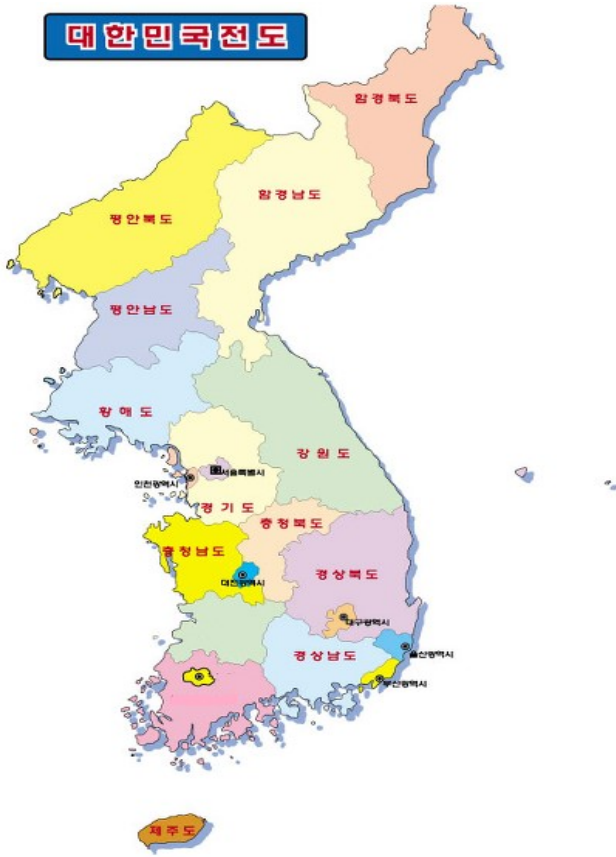 대한민국전도
함경북도
함경남도
평안북도
평안남도
황해도
강원도
서울특별시
인천광역시
경기도
충청북도
충청남도
경상북도
대전광역시
대구광역시
경상남도
울산광역시
부산광역시
제주도